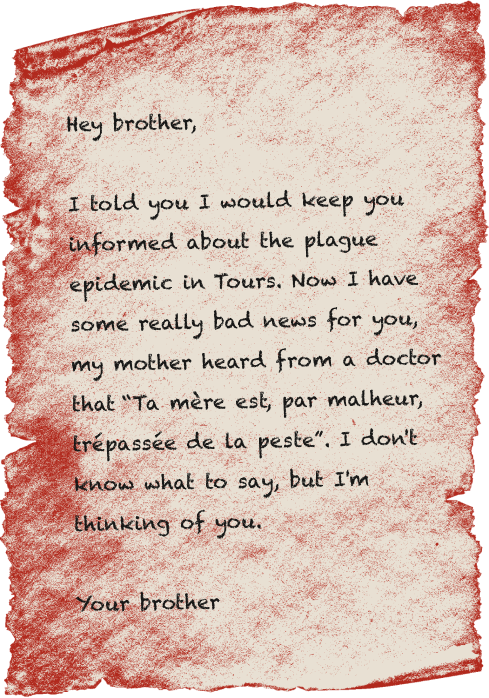 Hey brother,
I told you I would keep you
informed about the plague
epidemic in Tours. Now I have
some really bad news for you,
my mother heard from a doctor
that “Ta mère est, par malheur,
trépassée de la peste”. I don't
know what to say, but I'm
thinking of you.
Your brother